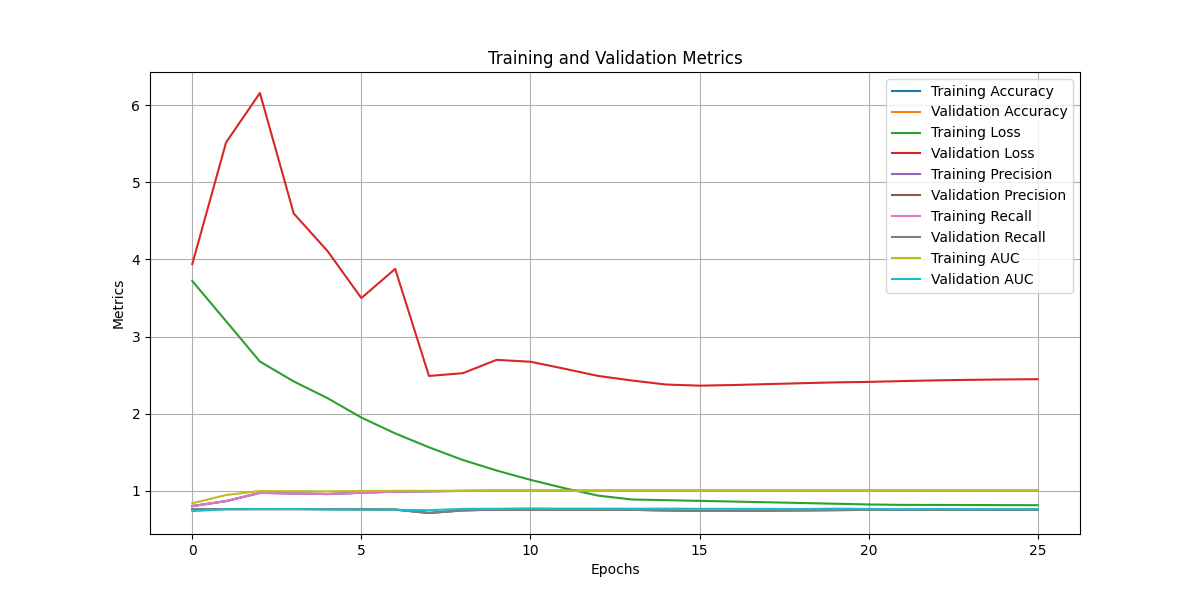 Training and Validation Metrics
Training Accuracy
Validation Accuracy
Training Loss
Validation Loss
Training Precision
Validation Precision
Training Recall
Validation Recall
Training AUC
Validation AUC
6
5
4
3
2
1
Metrics
0 5 10 15 20 25
Epochs